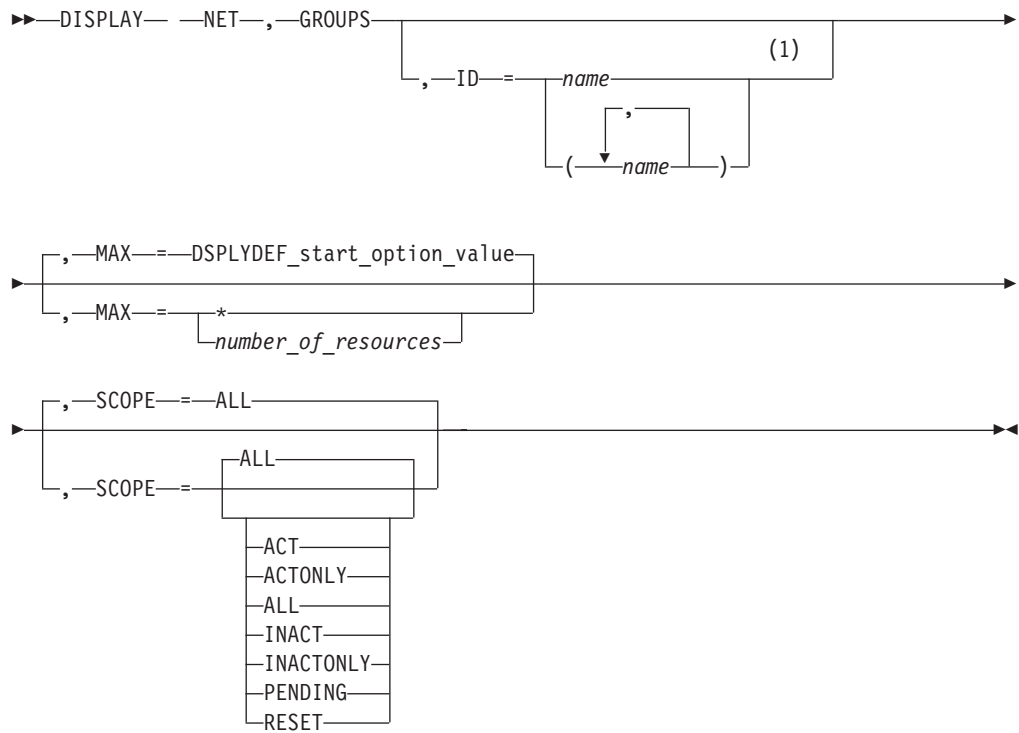 DISPLAY NET , GROUPS
(1)
, ID = name
,
( name )
, MAX = DSPLYDEF_start_option_value
, MAX = *
number_of_resources
, SCOPE = ALL
ALL
, SCOPE =
ACT
ACTONLY
ALL
INACT
INACTONLY
PENDING
RESET